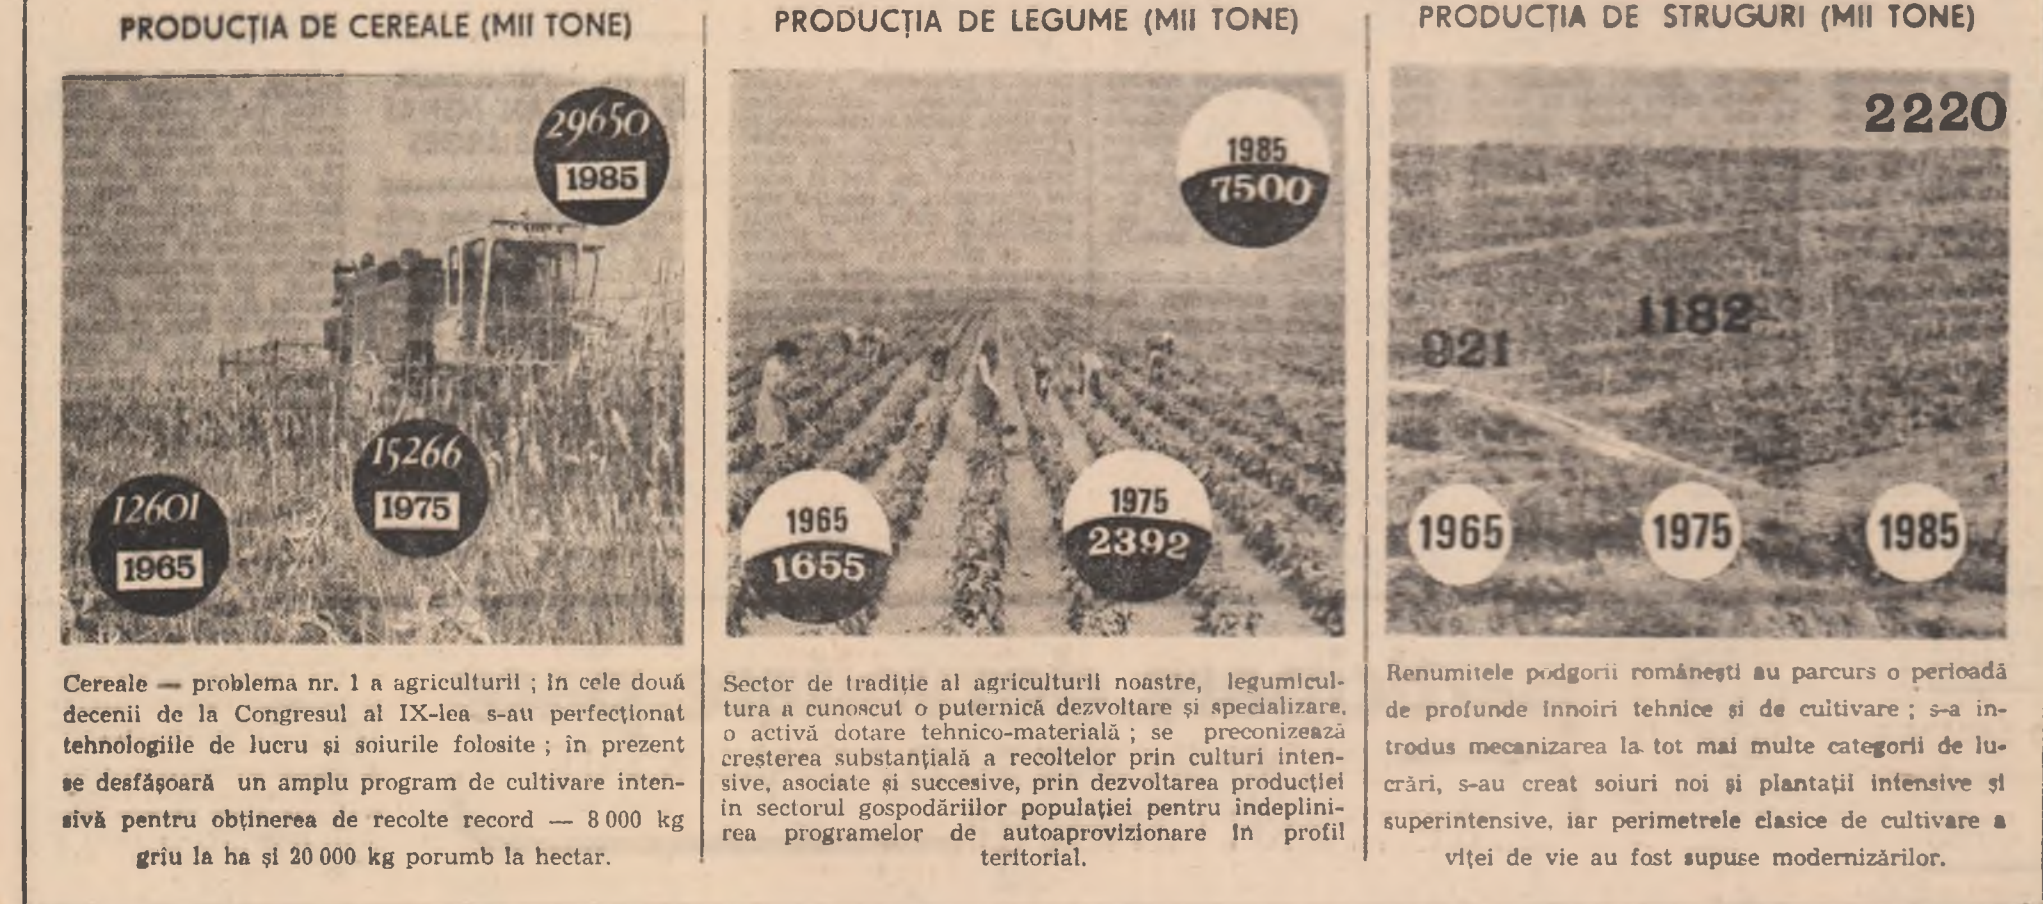 PRODUCȚIA DE CEREALE (MII TONE)
29650
1985
15266
1975
12601
1965
Cereale — problema nr. 1 a agriculturii ; în cele două
decenii de la Congresul al IX-lea s-au perfecționat
tehnologiile de lucru și soiurile folosite ; în prezent
se desfășoară un amplu program de cultivare inten-
sivă pentru obținerea de recolte record — 8 000 kg
grîu la ha și 20 000 kg porumb la hectar.
PRODUCȚIA DE LEGUME (MII TONE)
1985
7500
1975
2392
1965
1655
Sector de tradiție al agriculturii noastre, legumicul-
tura a cunoscut o puternică dezvoltare și specializare,
o activă dotare tehnico-materială ; se preconizează
creșterea substanțială a recoltelor prin culturi inten-
sive, asociate și succesive, prin dezvoltarea producției
în sectorul gospodăriilor populației pentru îndeplini-
rea programelor de autoaprovizionare în profil
teritorial.
PRODUCȚIA DE STRUGURI (MII TONE)
2220
1182
921
1965
1975
1985
Renumitele podgorii românești au parcurs o perioadă
de profunde înnoiri tehnice și de cultivare ; s-a in-
trodus mecanizarea la tot mai multe categorii de lu-
crări, s-au creat soiuri noi și plantații intensive și
superintensive, iar perimetrele clasice de cultivare a
viței de vie au fost supuse modernizărilor.